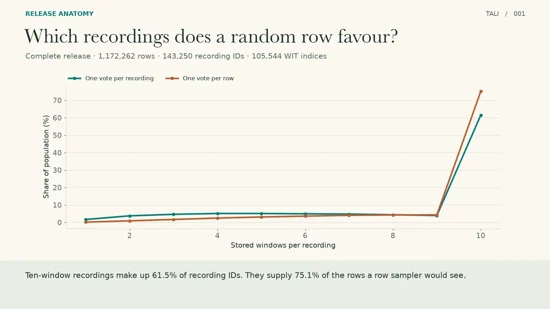 RELEASE ANATOMY
TALI / 001
Which recordings does a random row favour?
Complete release · 1,172,262 rows · 143,250 recording IDs · 105,544 WIT indices
One vote per recording
One vote per row
Share of population (%)
70
60
50
40
30
20
10
0
2
4
6
8
10
Stored windows per recording
Ten-window recordings make up 61.5% of recording IDs. They supply 75.1% of the rows a row sampler would see.